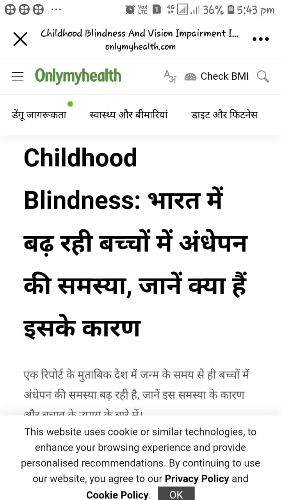 36% 5:43 pm
Childhood Blindness And Vision Impairment I...
onlymyhealth.com
Onlymyhealth Check BMI
डेंगू जागरूकता स्वास्थ्य और बीमारियां डाइट और फिटनेस
Childhood
Blindness: भारत में
बढ़ रही बच्चों में अंधेपन
की समस्या, जानें क्या हैं
इसके कारण
एक रिपोर्ट के मुताबिक देश में जन्म के समय से ही बच्चों में
अंधेपन की समस्या बढ़ रही है, जानें इस समस्या के कारण
और बचाव के उपाय के बारे में।
This website uses cookie or similar technologies, to
enhance your browsing experience and provide
personalised recommendations. By continuing to use
our website, you agree to our Privacy Policy and
Cookie Policy. OK